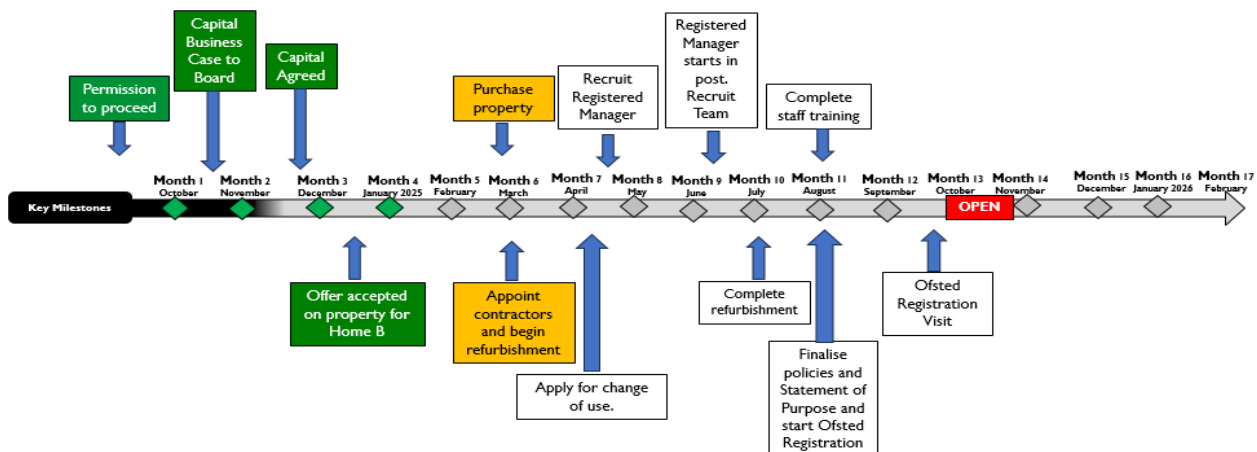 Permission
to proceed
Capital
Business
Case to
Board
Capital
Agreed
Purchase
property
Recruit
Registered
Manager
Registered
Manager
starts in
post.
Recruit
Team
Complete
staff training
Month 1
October
Month 2
November
Month 3
December
Month 4
January 2025
Month 5
February
Month 6
March
Month 7
April
Month 8
May
Month 9
June
Month 10
July
Month 11
August
Month 12
September
Month 13
October
Month 14
November
Month 15
December
Month 16
January 2026
Month 17
February
Key Milestones
OPEN
Offer accepted
on property for
Home B
Appoint
contractors
and begin
refurbishment
Apply for change
of use.
Complete
refurbishment
Finalise
policies and
Statement of
Purpose and
start Ofsted
Registration
Ofsted
Registration
Visit